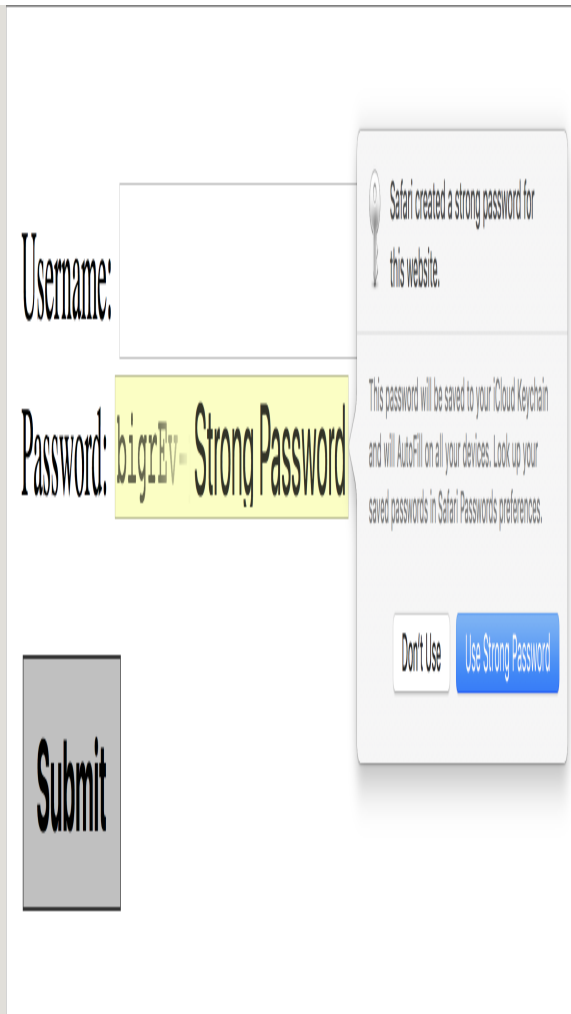 Username:
Password: bigrEv- Strong Password
Submit
Safari created a strong password for
this website.
This password will be saved to your iCloud Keychain
and will AutoFill on all your devices. Look up your
saved passwords in Safari Passwords preferences.
Don't Use
Use Strong Password